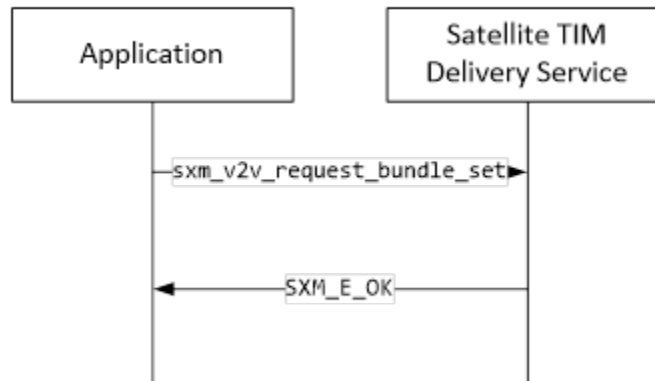 Application
Satellite TIM
Delivery Service
sxm_v2v_request_bundle_set
SXM_E_OK